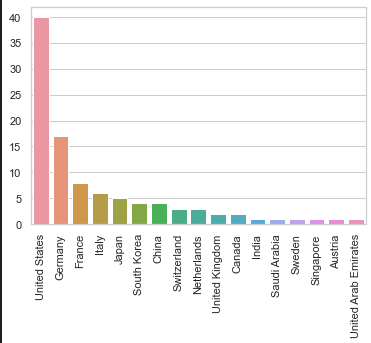 40
35
30
25
20
15
10
5
0
United States
Germany
France
Italy
Japan
South Korea
China
Switzerland
Netherlands
United Kingdom
Canada
India
Saudi Arabia
Sweden
Singapore
Austria
United Arab Emirates